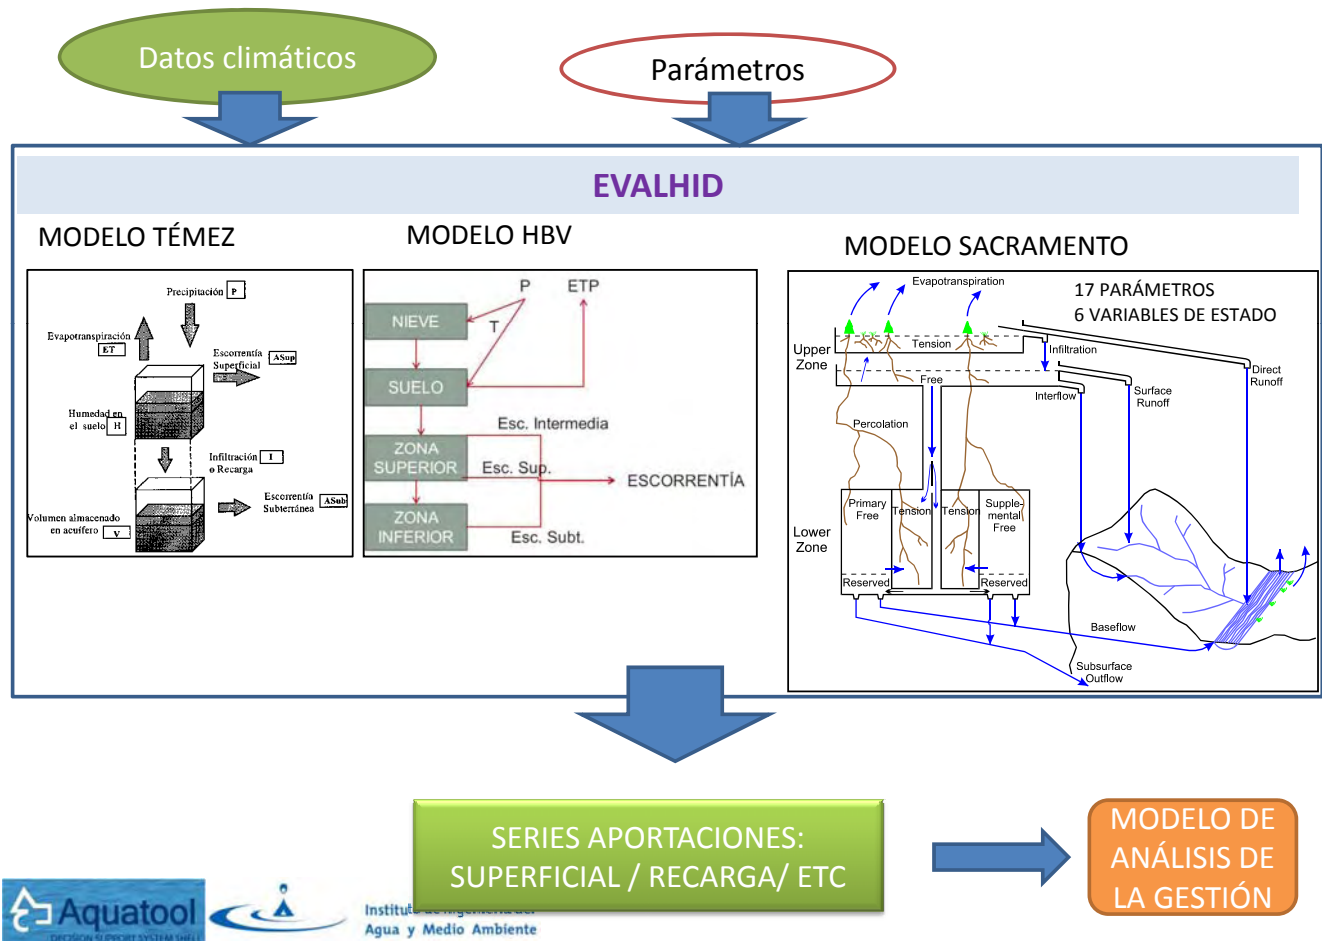 Datos climáticos
Parámetros
EVALHID
MODELO TÉMEZ
MODELO HBV
MODELO SACRAMENTO
Precipitación P
Evapotranspiración
ET
Escorrentía
Superficial ASup
Humedad en
el suelo H
Infiltración I
o Recarga
Escorrentía
Subterránea ASub
Volumen almacenado
en acuífero V
P
ETP
T
NIEVE
SUELO
ZONA
SUPERIOR
ZONA
INFERIOR
Esc. Intermedia
Esc. Sup.
Esc. Subt.
ESCORRENTÍA
17 PARÁMETROS
6 VARIABLES DE ESTADO
Evapotranspiration
Upper
Zone
Tension
Infiltration
Direct
Runoff
Free
Interflow
Surface
Runoff
Percolation
Lower
Zone
Primary
Free
Tension
Tension
Supple-
mental
Free
Reserved
Reserved
Baseflow
Subsurface
Outflow
SERIES APORTACIONES:
SUPERFICIAL / RECARGA/ ETC
MODELO DE
ANÁLISIS DE
LA GESTIÓN
Aquatool
DECISION SUPPORT SYSTEM SHELL
Agua y Medio Ambiente